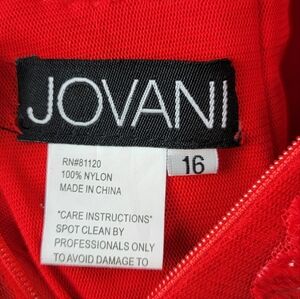 JOVANI
16
RN#81120
100% NYLON
MADE IN CHINA
"CARE INSTRUCTIONS"
SPOT CLEAN BY
PROFESSIONALS ONLY
TO AVOID DAMAGE TO